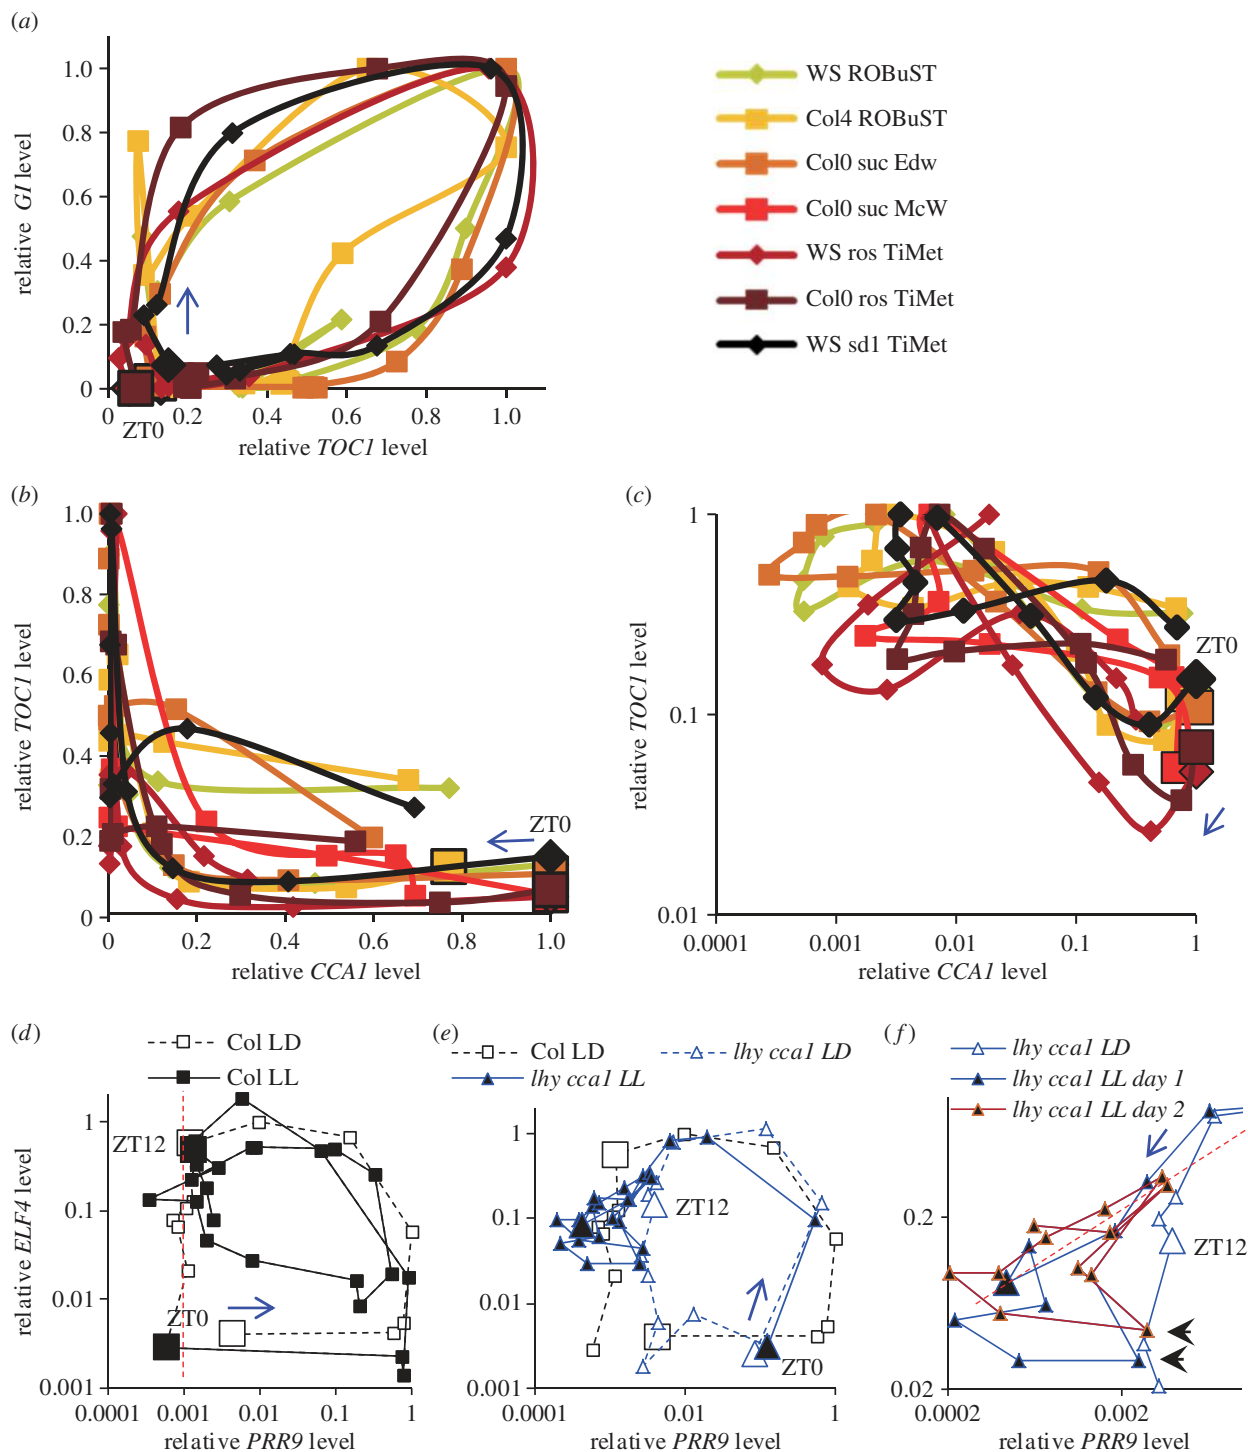 (a)
1.0
0.8
0.6
0.4
0.2
0
relative GI level
0 0.2 0.4 0.6 0.8 1.0
ZT0
relative TOC1 level
WS ROBuST
Col4 ROBuST
Col0 suc Edw
Col0 suc McW
WS ros TiMet
Col0 ros TiMet
WS sd1 TiMet
(b)
1.0
0.8
0.6
0.4
0.2
0
relative TOC1 level
ZT0
0 0.2 0.4 0.6 0.8 1.0
relative CCA1 level
(c)
1
0.1
0.01
relative TOC1 level
ZT0
0.0001 0.001 0.01 0.1 1
relative CCA1 level
(d)
Col LD
Col LL
1
0.1
0.01
0.001
relative ELF4 level
ZT12
ZT0
0.0001 0.001 0.01 0.1 1
relative PRR9 level
(e)
Col LD lhy cca1 LD
lhy cca1 LL
1
0.1
0.01
0.001
ZT12
ZT0
0.0001 0.01 1
relative PRR9 level
(f)
lhy cca1 LD
lhy cca1 LL day 1
lhy cca1 LL day 2
0.2
0.02
ZT12
0.0002 0.002
relative PRR9 level